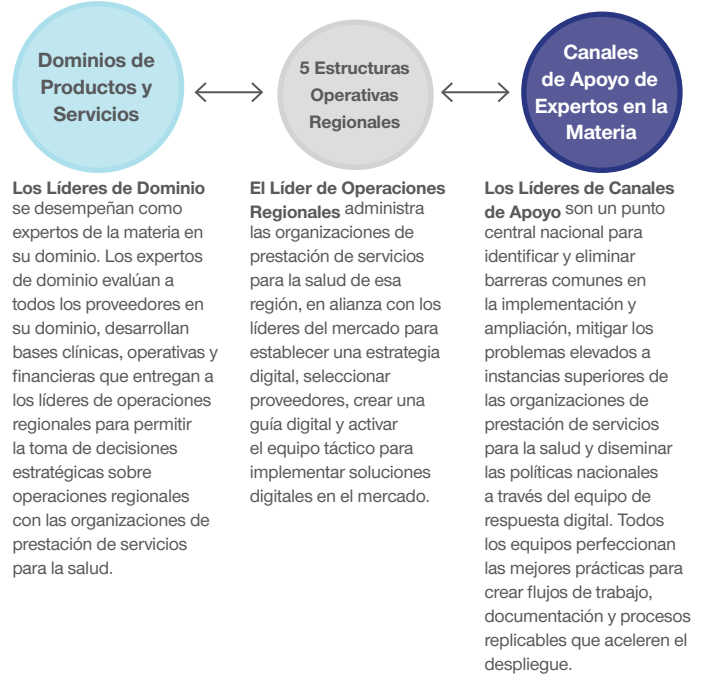 Dominios de
Productos y
Servicios
5 Estructuras
Operativas
Regionales
Canales
de Apoyo de
Expertos en la
Materia
Los Líderes de Dominio
se desempeñan como
expertos de la materia en
su dominio. Los expertos
de dominio evalúan a
todos los proveedores en
su dominio, desarrollan
bases clínicas, operativas y
financieras que entregan a
los líderes de operaciones
regionales para permitir
la toma de decisiones
estratégicas sobre
operaciones regionales
con las organizaciones de
prestación de servicios
para la salud.
El Líder de Operaciones
Regionales administra
las organizaciones de
prestación de servicios
para la salud de esa
región, en alianza con los
líderes del mercado para
establecer una estrategia
digital, seleccionar
proveedores, crear una
guía digital y activar
el equipo táctico para
implementar soluciones
digitales en el mercado.
Los Líderes de Canales
de Apoyo son un punto
central nacional para
identificar y eliminar
barreras comunes en
la implementación y
ampliación, mitigar los
problemas elevados a
instancias superiores de
las organizaciones de
prestación de servicios
para la salud y diseminar
las políticas nacionales
a través del equipo de
respuesta digital. Todos
los equipos perfeccionan
las mejores prácticas para
crear flujos de trabajo,
documentación y procesos
replicables que aceleren el
despliegue.